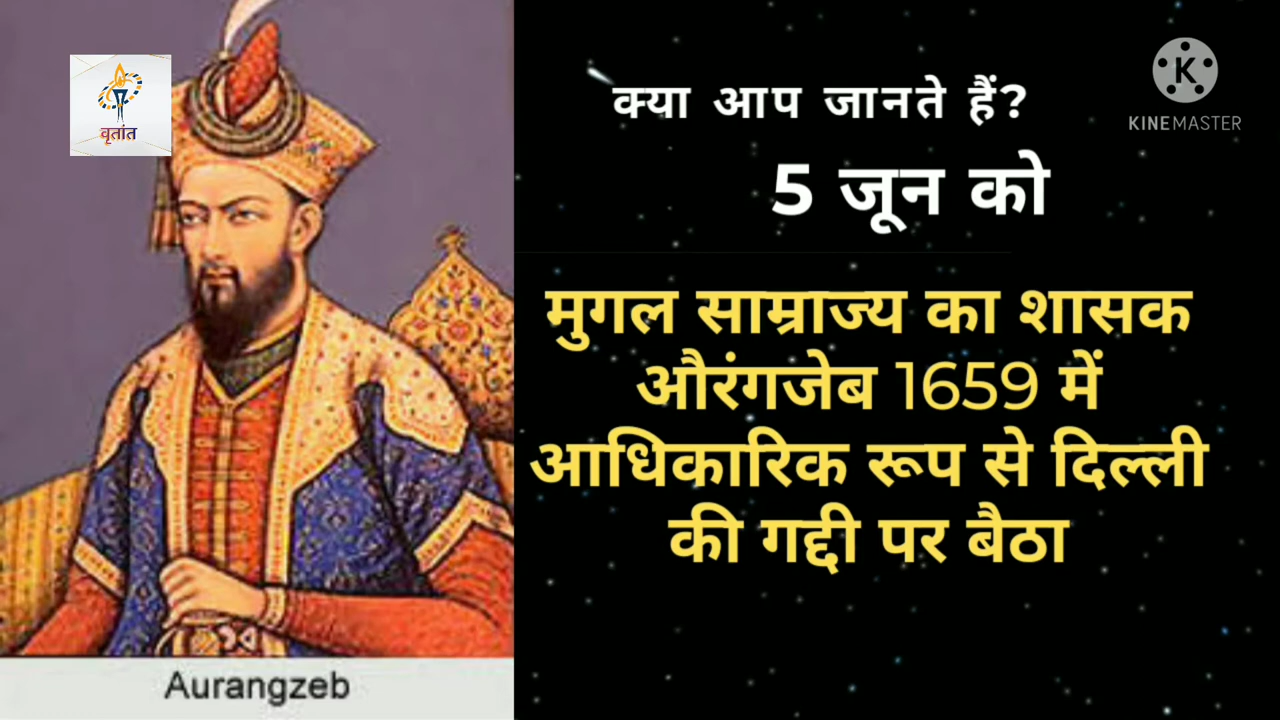 वृतांत
क्या आप जानते हैं?
KINEMASTER
5 जून को
मुगल साम्राज्य का शासक
औरंगजेब 1659 में
आधिकारिक रूप से दिल्ली
की गद्दी पर बैठा
Aurangzeb